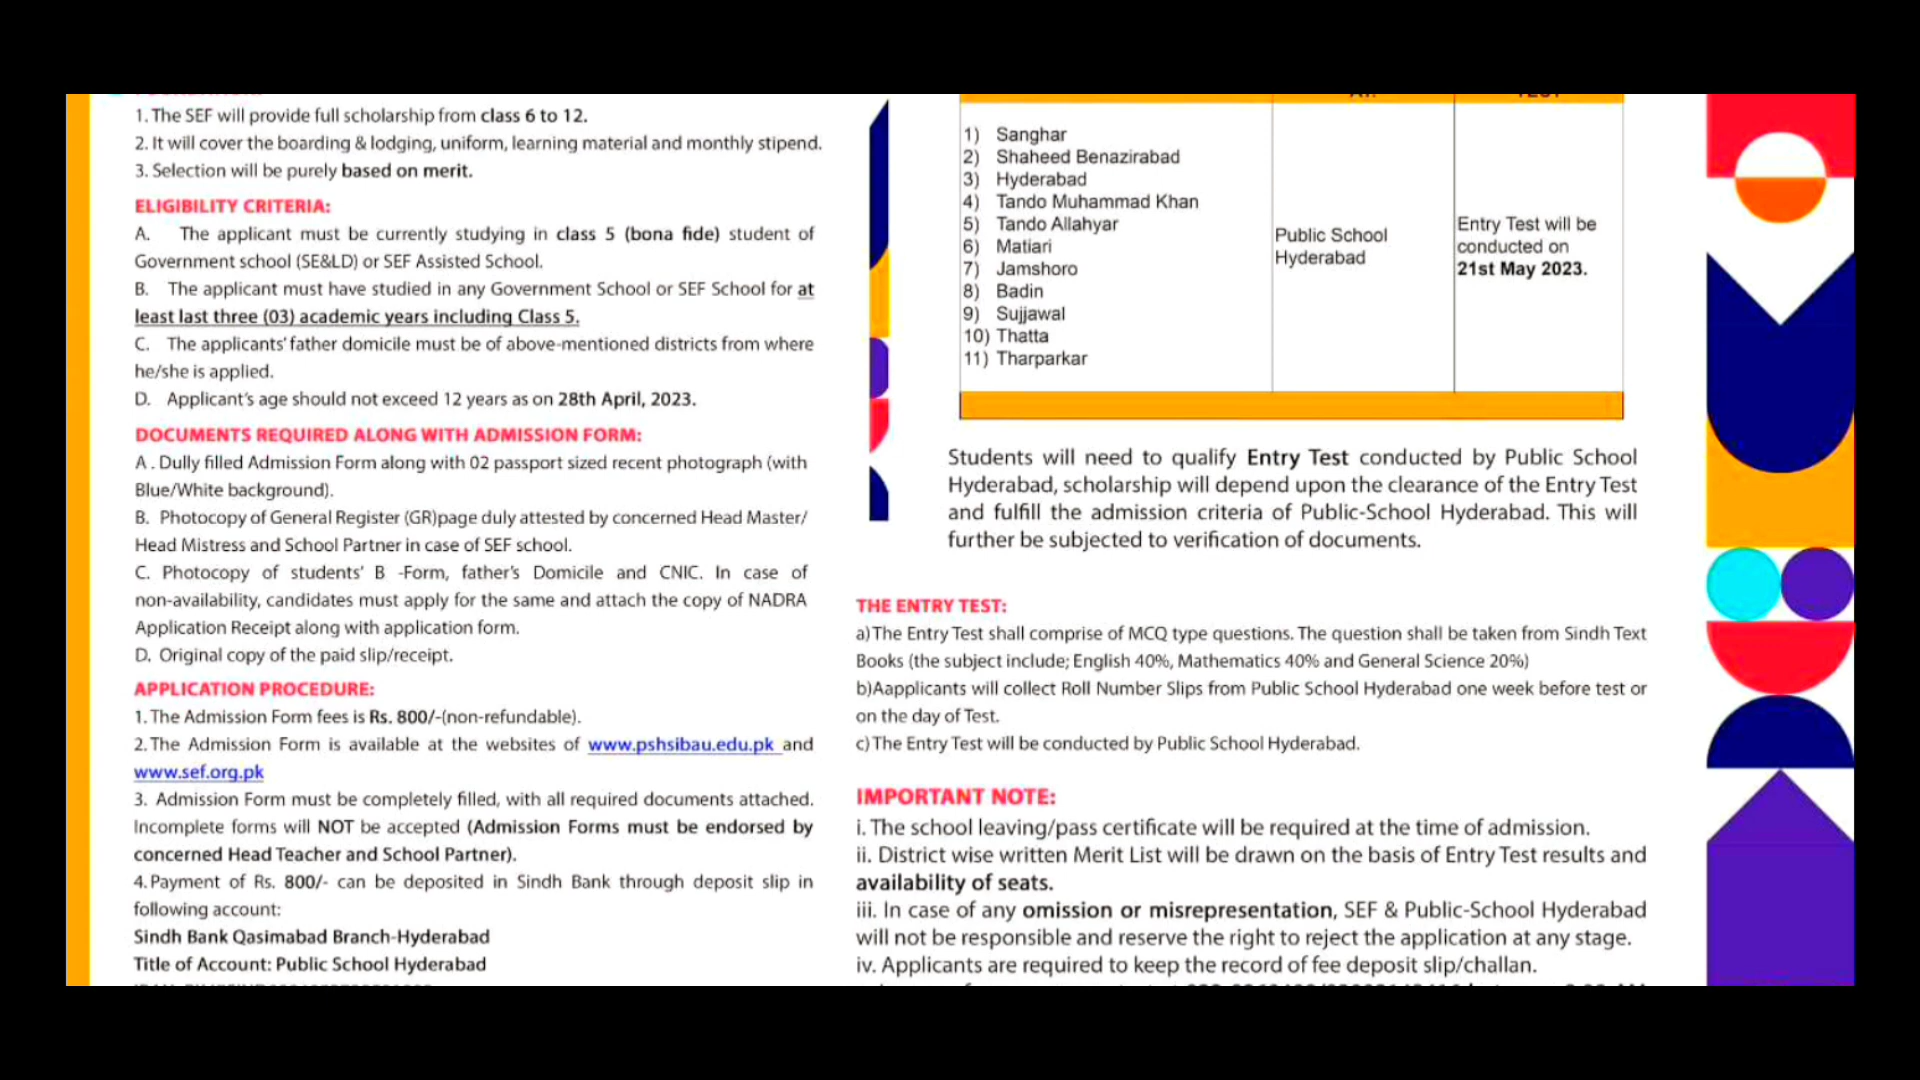 1. The SEF will provide full scholarship from class 6 to 12.
2. It will cover the boarding & lodging, uniform, learning material and monthly stipend.
3. Selection will be purely based on merit.
ELIGIBILITY CRITERIA:
A. The applicant must be currently studying in class 5 (bona fide) student of
Government school (SE&LD) or SEF Assisted School.
B. The applicant must have studied in any Government School or SEF School for at
least last three (03) academic years including Class 5.
C. The applicants' father domicile must be of above-mentioned districts from where
he/she is applied.
D. Applicant's age should not exceed 12 years as on 28th April, 2023.
DOCUMENTS REQUIRED ALONG WITH ADMISSION FORM:
A . Dully filled Admission Form along with 02 passport sized recent photograph (with
Blue/White background).
B. Photocopy of General Register (GR)page duly attested by concerned Head Master/
Head Mistress and School Partner in case of SEF school.
C. Photocopy of students' B -Form, father's Domicile and CNIC. In case of
non-availability, candidates must apply for the same and attach the copy of NADRA
Application Receipt along with application form.
D. Original copy of the paid slip/receipt.
APPLICATION PROCEDURE:
1. The Admission Form fees is Rs. 800/-(non-refundable).
2. The Admission Form is available at the websites of www.pshsibau.edu.pk and
www.sef.org.pk
3. Admission Form must be completely filled, with all required documents attached.
Incomplete forms will NOT be accepted (Admission Forms must be endorsed by
concerned Head Teacher and School Partner).
4. Payment of Rs. 800/- can be deposited in Sindh Bank through deposit slip in
following account:
Sindh Bank Qasimabad Branch-Hyderabad
Title of Account: Public School Hyderabad
1) Sanghar
2) Shaheed Benazirabad
3) Hyderabad
4) Tando Muhammad Khan
5) Tando Allahyar
6) Matiari
7) Jamshoro
8) Badin
9) Sujjawal
10) Thatta
11) Tharparkar
Public School
Hyderabad
Entry Test will be
conducted on
21st May 2023.
Students will need to qualify Entry Test conducted by Public School
Hyderabad, scholarship will depend upon the clearance of the Entry Test
and fulfill the admission criteria of Public-School Hyderabad. This will
further be subjected to verification of documents.
THE ENTRY TEST:
a)The Entry Test shall comprise of MCQ type questions. The question shall be taken from Sindh Text
Books (the subject include; English 40%, Mathematics 40% and General Science 20%)
b)Aapplicants will collect Roll Number Slips from Public School Hyderabad one week before test or
on the day of Test.
c)The Entry Test will be conducted by Public School Hyderabad.
IMPORTANT NOTE:
i. The school leaving/pass certificate will be required at the time of admission.
ii. District wise written Merit List will be drawn on the basis of Entry Test results and
availability of seats.
iii. In case of any omission or misrepresentation, SEF & Public-School Hyderabad
will not be responsible and reserve the right to reject the application at any stage.
iv. Applicants are required to keep the record of fee deposit slip/challan.